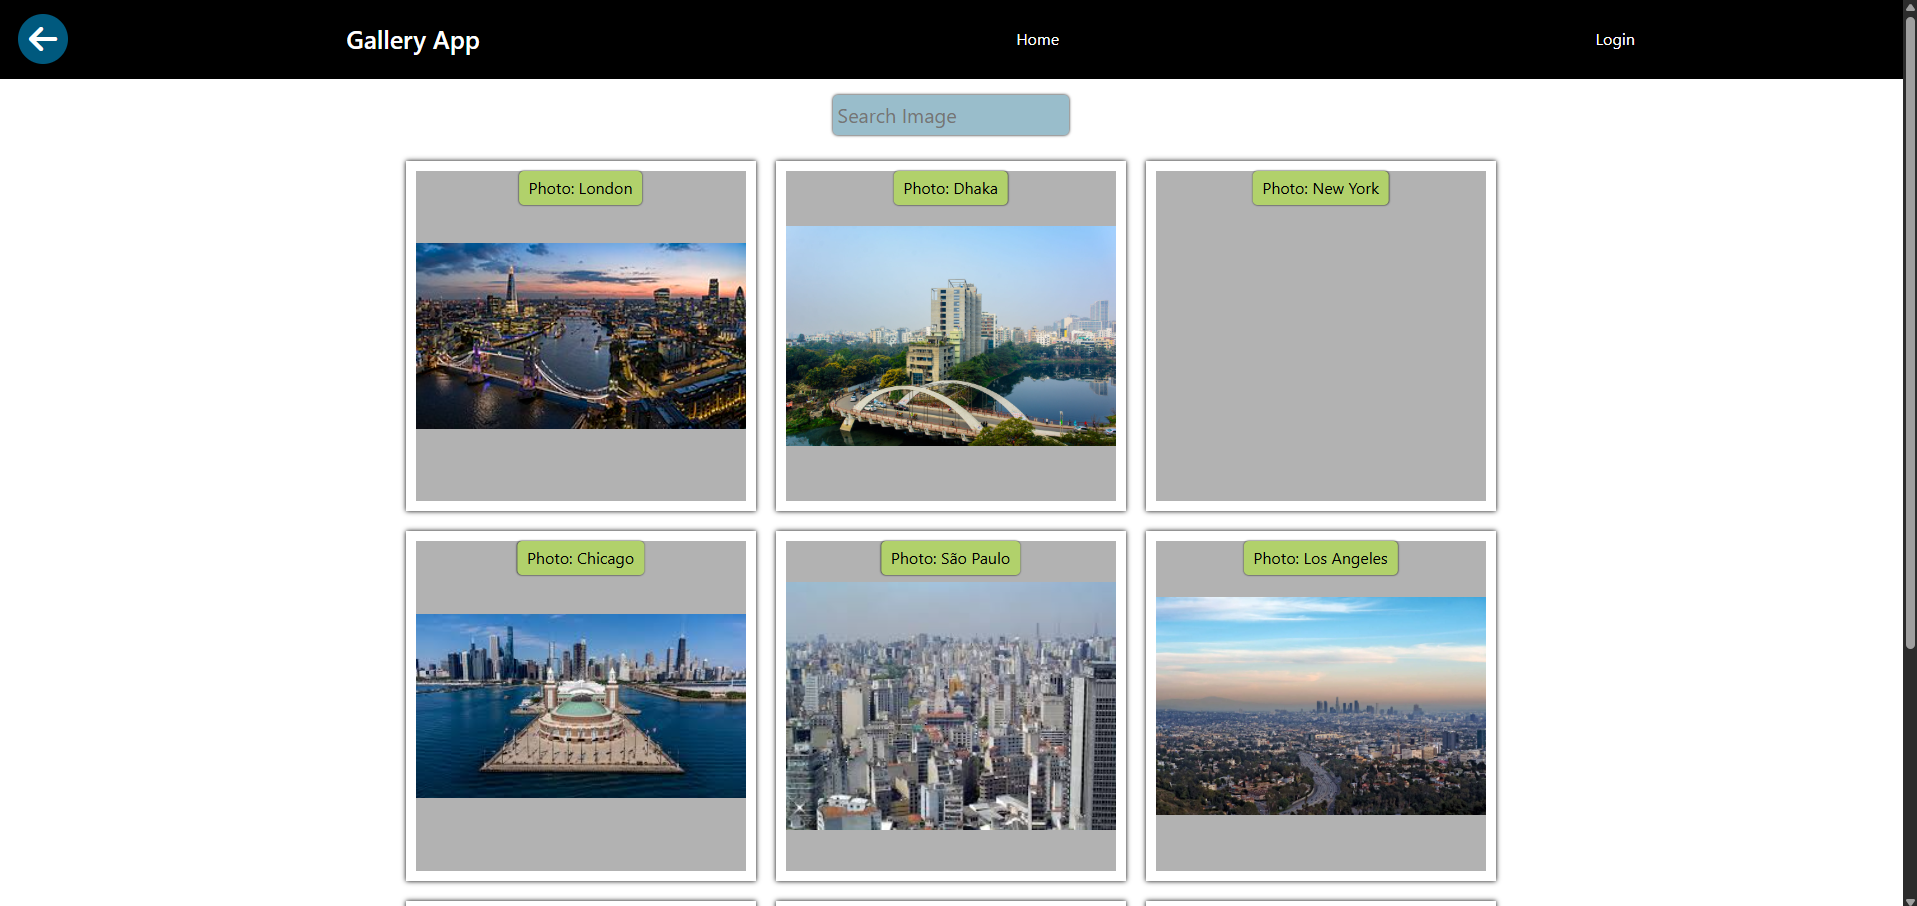 Gallery App
Home
Login
Search Image
Photo: London
Photo: Dhaka
Photo: New York
Photo: Chicago
Photo: São Paulo
Photo: Los Angeles